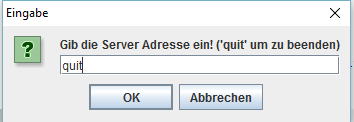 Eingabe
Gib die Server Adresse ein! ('quit' um zu beenden)
quit
OK Abbrechen